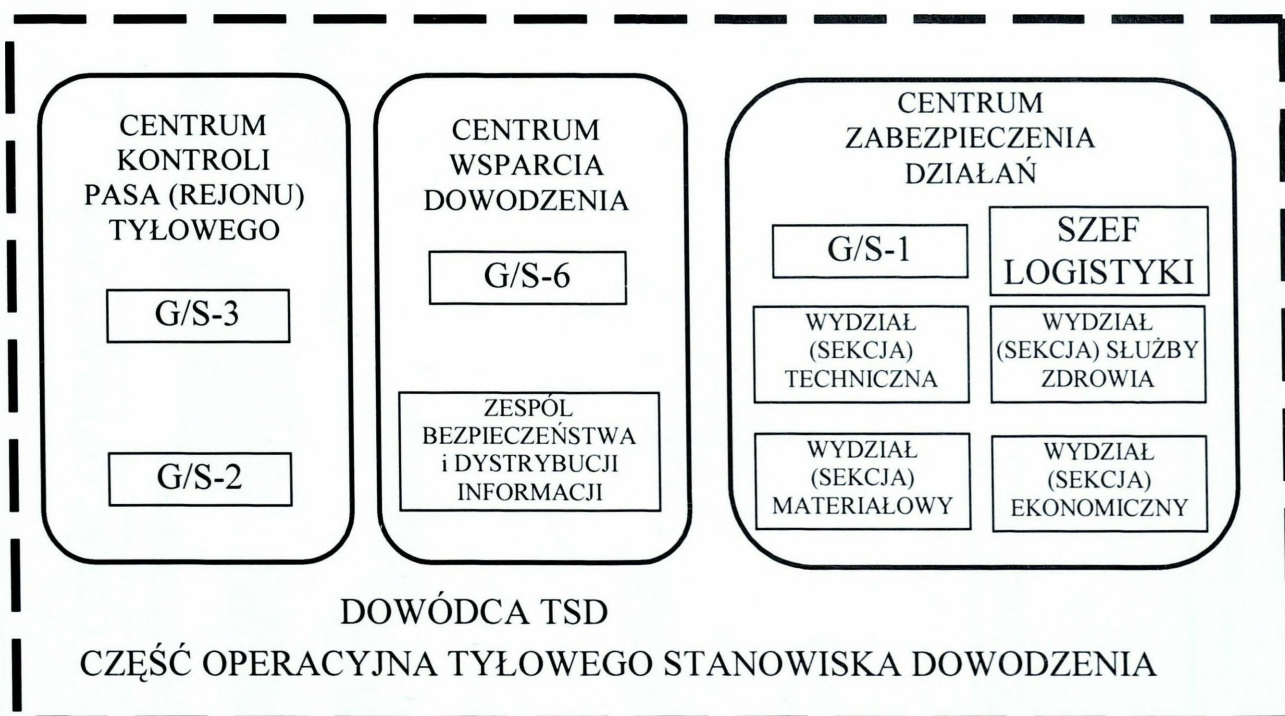 CENTRUM
KONTROLI
PASA (REJONU)
TYŁOWEGO
G/S-3
G/S-2
CENTRUM
WSPARCIA
DOWODZENIA
G/S-6
ZESPÓL
BEZPIECZEŃSTWA
i DYSTRYBUCJI
INFORMACJI
CENTRUM
ZABEZPIECZENIA
DZIAŁAŃ
G/S-1
SZEF
LOGISTYKI
WYDZIAŁ
(SEKCJA)
TECHNICZNA
WYDZIAŁ
(SEKCJA) SŁUŻBY
ZDROWIA
WYDZIAŁ
(SEKCJA)
MATERIAŁOWY
WYDZIAŁ
(SEKCJA)
EKONOMICZNY
DOWÓDCA TSD
CZĘŚĆ OPERACYJNA TYŁOWEGO STANOWISKA DOWODZENIA